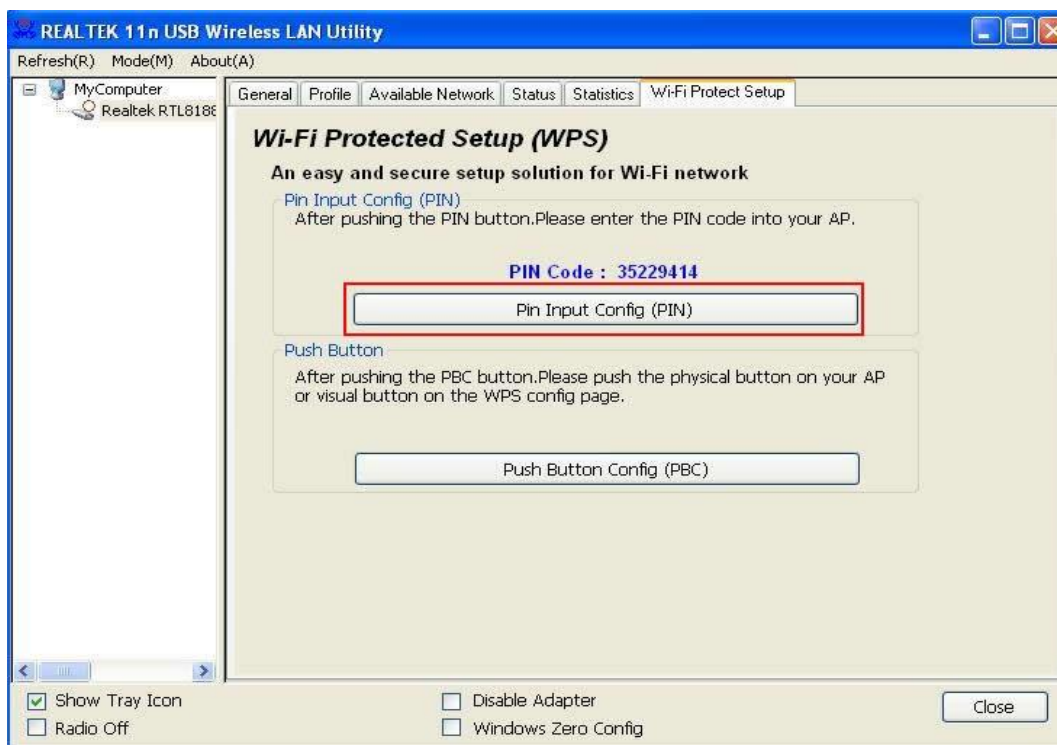 REALTEK 11n USB Wireless LAN Utility
Refresh(R) Mode(M) About(A)
MyComputer
Realtek RTL8188
General Profile Available Network Status Statistics Wi-Fi Protect Setup
Wi-Fi Protected Setup (WPS)
An easy and secure setup solution for Wi-Fi network
Pin Input Config (PIN)
After pushing the PIN button.Please enter the PIN code into your AP.
PIN Code : 35229414
Pin Input Config (PIN)
Push Button
After pushing the PBC button.Please push the physical button on your AP
or visual button on the WPS config page.
Push Button Config (PBC)
Show Tray Icon
Disable Adapter
Close
Radio Off
Windows Zero Config